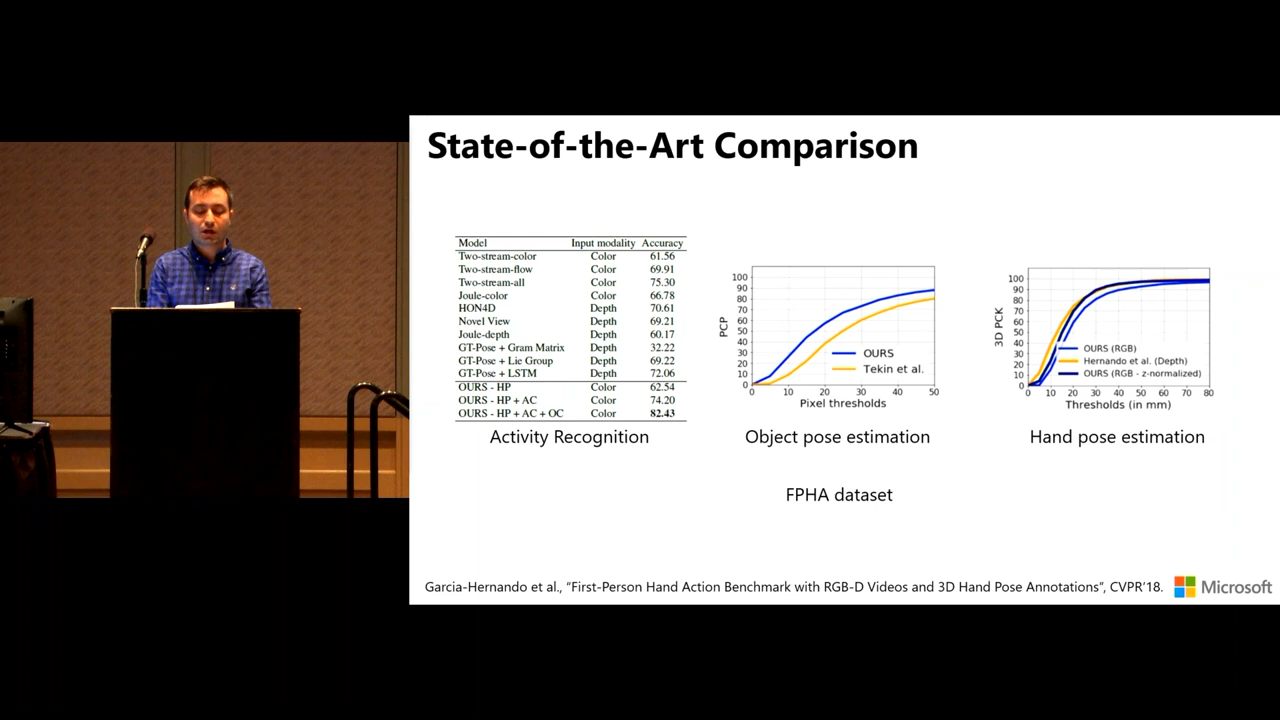 State-of-the-Art Comparison
Model Input modality Accuracy
Two-stream-color Color 61.56
Two-stream-flow Color 69.91
Two-stream-all Color 75.30
Joule-color Color 66.78
HON4D Depth 70.61
Novel View Depth 69.21
Joule-depth Depth 60.17
GT-Pose + Gram Matrix Depth 32.22
GT-Pose + Lie Group Depth 69.22
GT-Pose + LSTM Depth 72.06
OURS - HP Color 62.54
OURS - HP + AC Color 74.20
OURS - HP + AC + OC Color 82.43
Activity Recognition
PCP
100
90
80
70
60
50
40
30
20
10
0
0 10 20 30 40 50
Pixel thresholds
OURS
Tekin et al.
Object pose estimation
3D PCK
100
90
80
70
60
50
40
30
20
10
0
0 10 20 30 40 50 60 70 80
Thresholds (in mm)
OURS (RGB)
Hernando et al. (Depth)
OURS (RGB - z-normalized)
Hand pose estimation
FPHA dataset
Garcia-Hernando et al., “First-Person Hand Action Benchmark with RGB-D Videos and 3D Hand Pose Annotations”, CVPR’18.
Microsoft